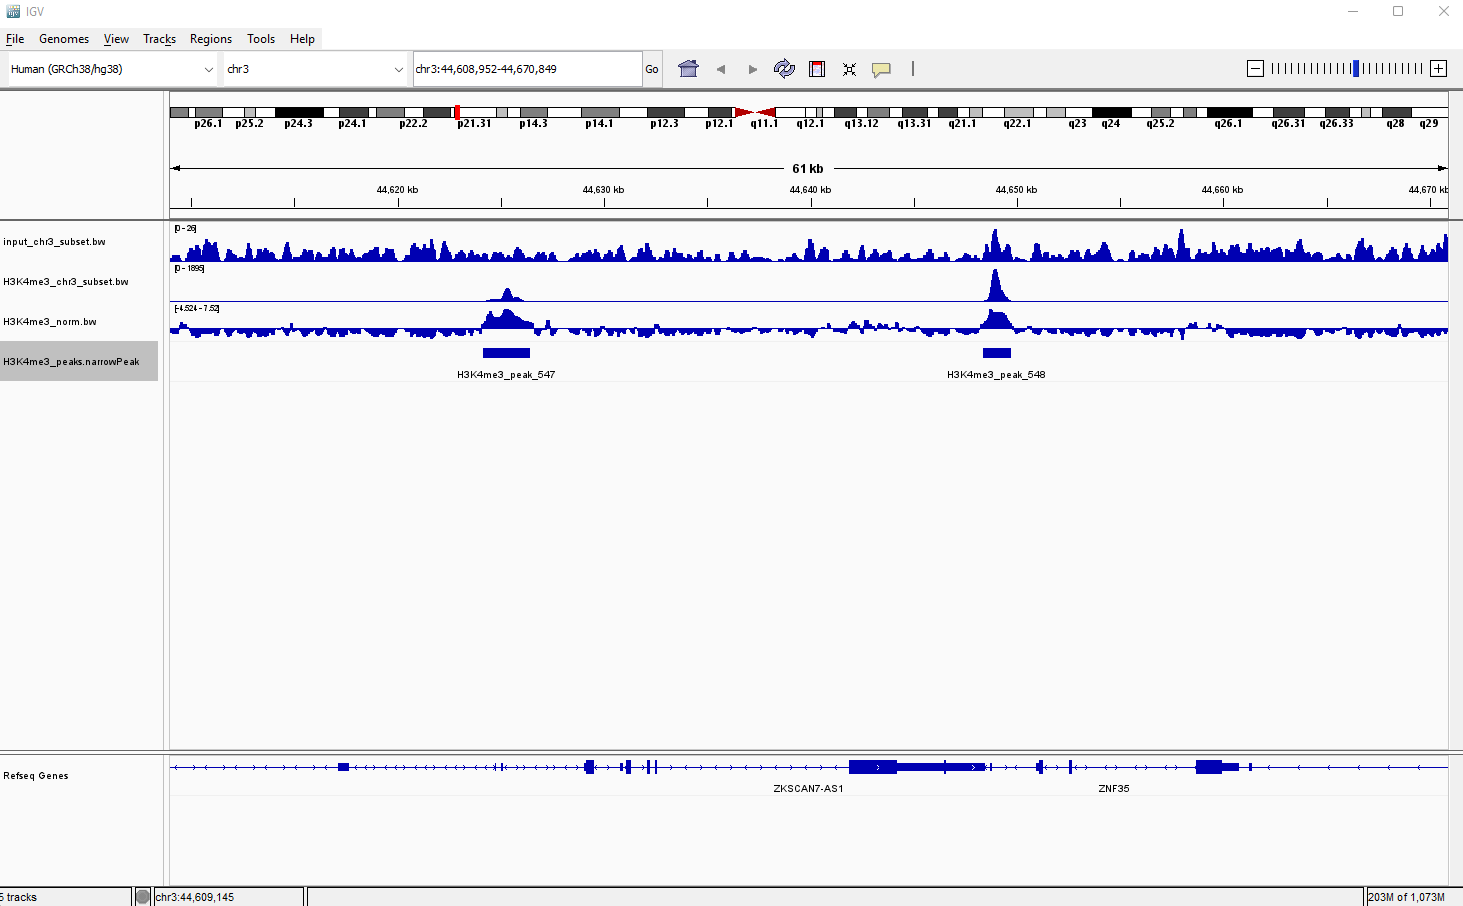 IGV
File Genomes View Tracks Regions Tools Help
Human (GRCh38/hg38) chr3 chr3:44,608,952-44,670,849 Go
p26.1 p25.2 p24.3 p24.1 p22.2 p21.31 p14.3 p14.1 p12.3 p12.1 q11.1 q12.1 q13.12 q13.31 q21.1 q22.1 q23 q24 q25.2 q26.1 q26.31 q26.33 q28 q29
61 kb
44,620 kb 44,630 kb 44,640 kb 44,650 kb 44,660 kb 44,670 kb
[0 - 26]
input_chr3_subset.bw
[0 - 1895]
H3K4me3_chr3_subset.bw
[-4.524 - 7.52]
H3K4me3_norm.bw
H3K4me3_peaks.narrowPeak
H3K4me3_peak_547 H3K4me3_peak_548
Refseq Genes
ZKSCAN7-AS1 ZNF35
5 tracks chr3:44,609,145 203M of 1,073M